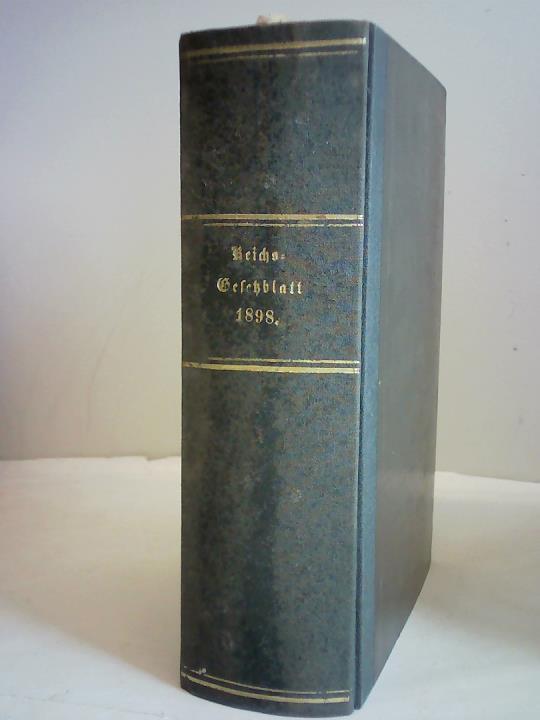 Reichs-
Gesetzblatt
1898.